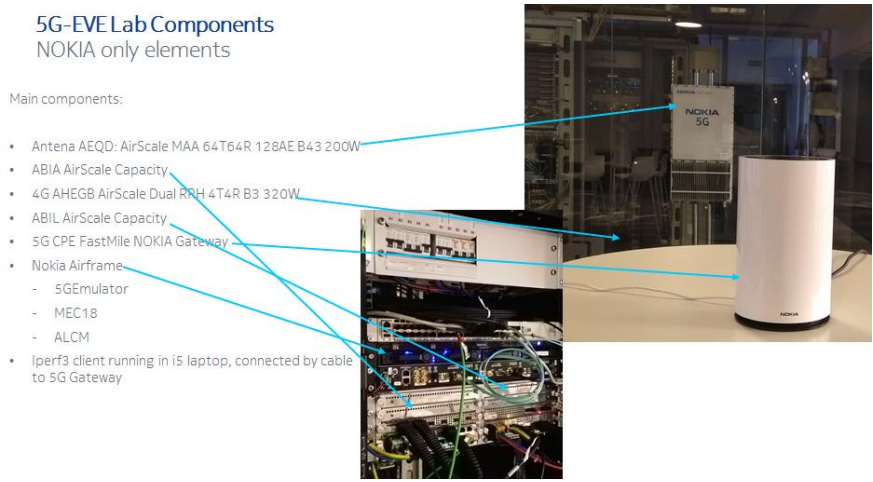 5G-EVE Lab Components
NOKIA only elements
Main components:
• Antena AEQD: AirScale MAA 64T64R 128AE B43 200W
• ABIA AirScale Capacity
• 4G AHEGB AirScale Dual RRH 4T4R B3 320W
• ABIL AirScale Capacity
• 5G CPE FastMile NOKIA Gateway
• Nokia Airframe
- 5GEmulator
- MEC18
- ALCM
• Iperf3 client running in i5 laptop, connected by cable
to 5G Gateway
NOKIA
NOKIA
5G
NOKIA